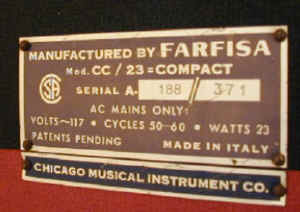 MANUFACTURED BY FARFISA
Mod. CC / 23 = COMPACT
SERIAL A- 188 / 371
AC MAINS ONLY:
VOLTS~117 • CYCLES 50-60 • WATTS 23
PATENTS PENDING MADE IN ITALY
CHICAGO MUSICAL INSTRUMENT CO.